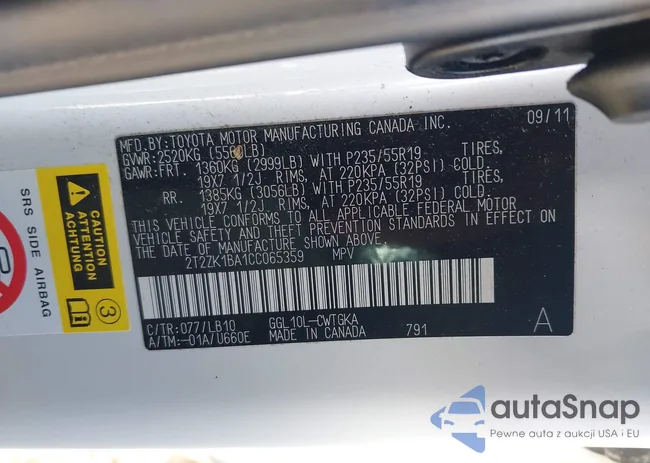 09/11
MFD.BY:TOYOTA MOTOR MANUFACTURING CANADA INC.
GVWR:2520KG
GAWR:FRT. 1360KG (2999LB) WITH P235/55R19 TIRES,
19X7 1/2J RIMS, AT 220KPA (32PSI) COLD.
RR. 1385KG (3056LB) WITH P235/55R19 TIRES,
19X7 1/2J RIMS, AT 220KPA (32PSI) COLD.
THIS VEHICLE CONFORMS TO ALL APPLICABLE FEDERAL MOTOR
VEHICLE SAFETY AND THEFT PREVENTION STANDARDS IN EFFECT ON
THE DATE OF MANUFACTURE SHOWN ABOVE.
2T2ZK1BA1CC065359 MPV
C/TR:077/LB10 GGL10L-CWTGKA
A/TM:-01A/U660E MADE IN CANADA 791 A
SRS SIDE AIRBAG
CAUTION
ATTENTION
ACHTUNG
3
autaSnap
Pewne auta z aukcji USA i EU